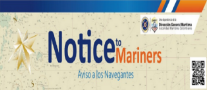 Notice to
Mariners
Aviso a los Navegantes
Dirección General Marítima